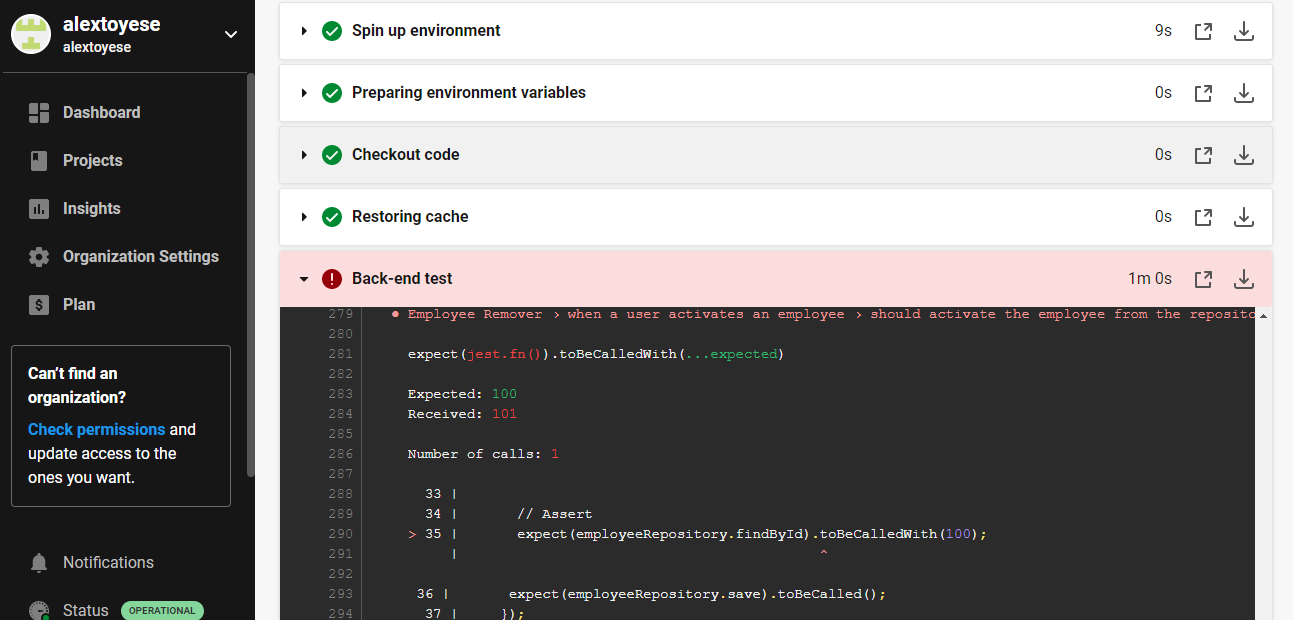 alextoyese
alextoyese
Dashboard
Projects
Insights
Organization Settings
Plan
Can't find an
organization?
Check permissions and
update access to the
ones you want.
Notifications
Status OPERATIONAL
Spin up environment 9s
Preparing environment variables 0s
Checkout code 0s
Restoring cache 0s
Back-end test 1m 0s
279 ● Employee Remover › when a user activates an employee › should activate the employee from the reposito
280
281 expect(jest.fn()).toBeCalledWith(...expected)
282
283 Expected: 100
284 Received: 101
285
286 Number of calls: 1
287
288 33 |
289 34 | // Assert
290 > 35 | expect(employeeRepository.findById).toBeCalledWith(100);
291 | ^
292
293 36 | expect(employeeRepository.save).toBeCalled();
294 37 | });